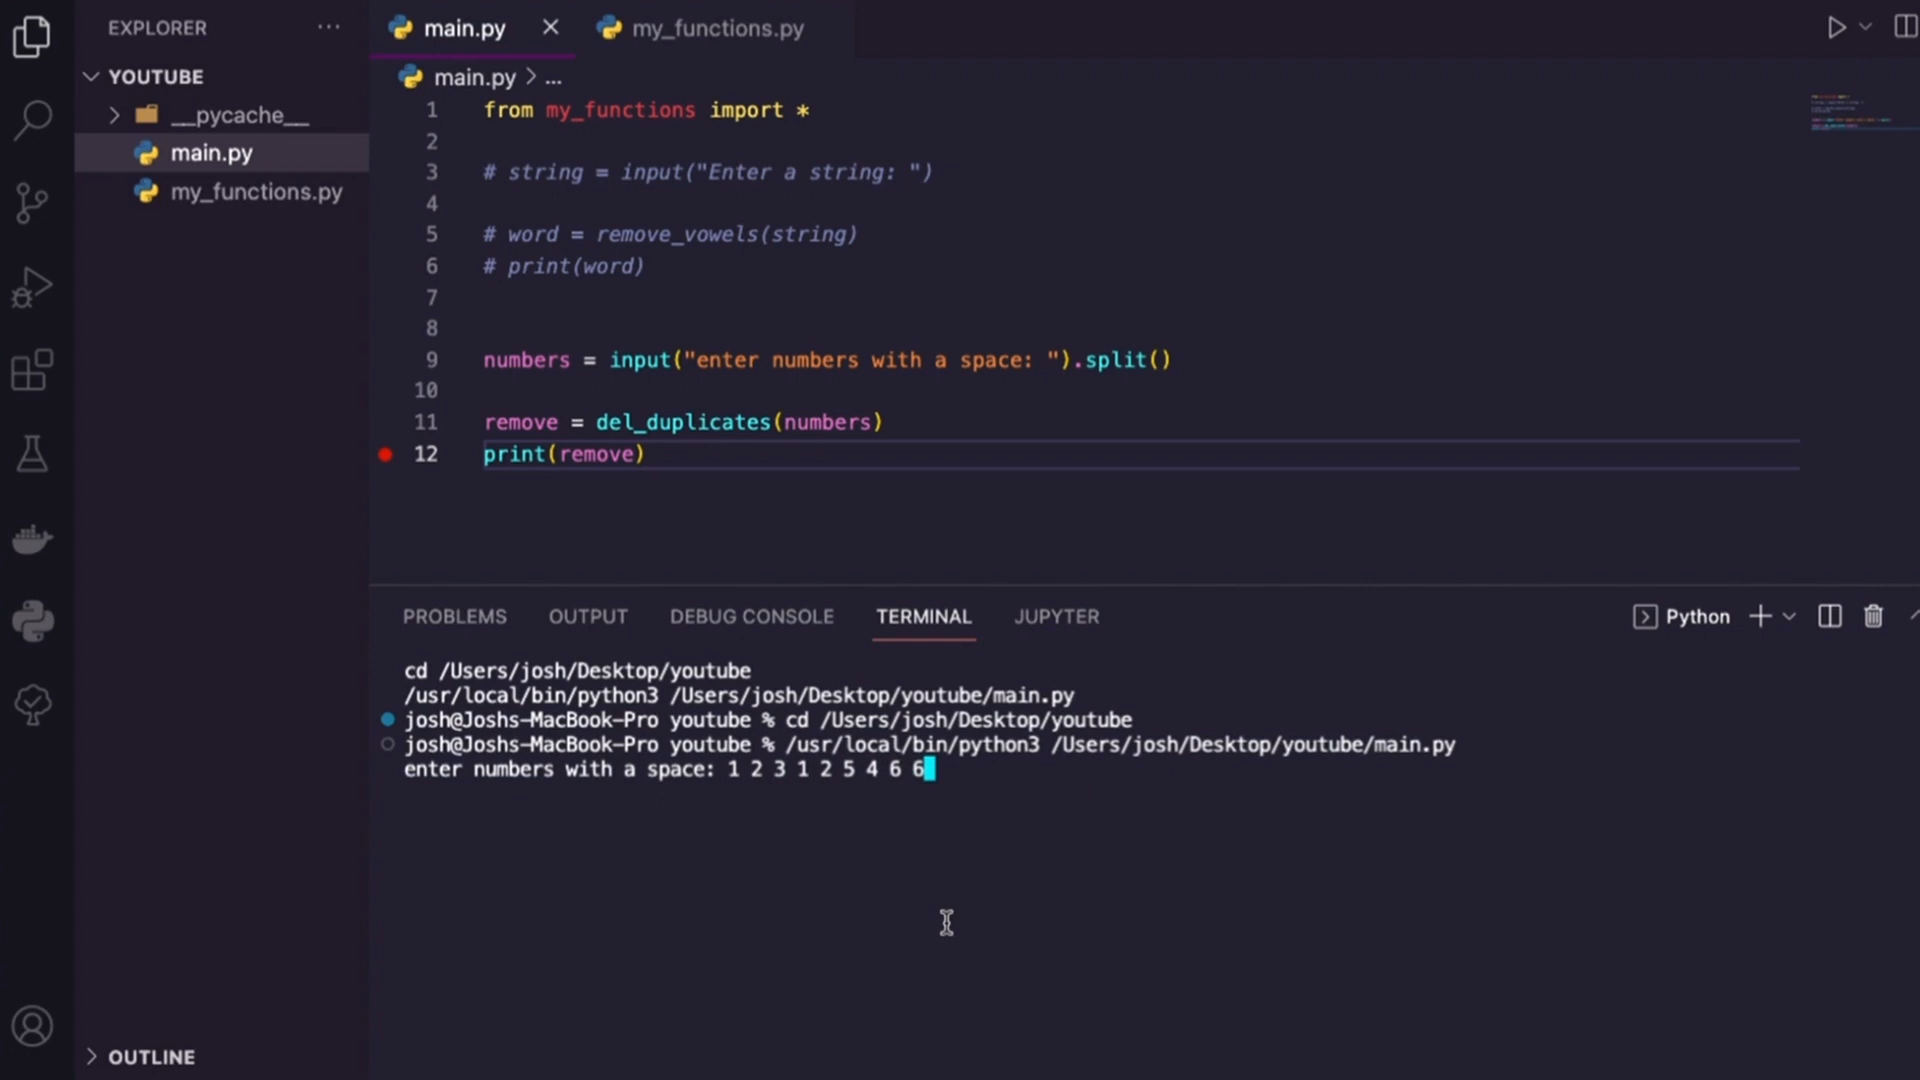 EXPLORER ...
YOUTUBE
__pycache__
main.py
my_functions.py
OUTLINE
main.py
my_functions.py
main.py > ...
1 from my_functions import *
2
3 # string = input("Enter a string: ")
4
5 # word = remove_vowels(string)
6 # print(word)
7
8
9 numbers = input("enter numbers with a space: ").split()
10
11 remove = del_duplicates(numbers)
12 print(remove)
PROBLEMS OUTPUT DEBUG CONSOLE TERMINAL JUPYTER Python
cd /Users/josh/Desktop/youtube
/usr/local/bin/python3 /Users/josh/Desktop/youtube/main.py
josh@Joshs-MacBook-Pro youtube % cd /Users/josh/Desktop/youtube
josh@Joshs-MacBook-Pro youtube % /usr/local/bin/python3 /Users/josh/Desktop/youtube/main.py
enter numbers with a space: 1 2 3 1 2 5 4 6 6